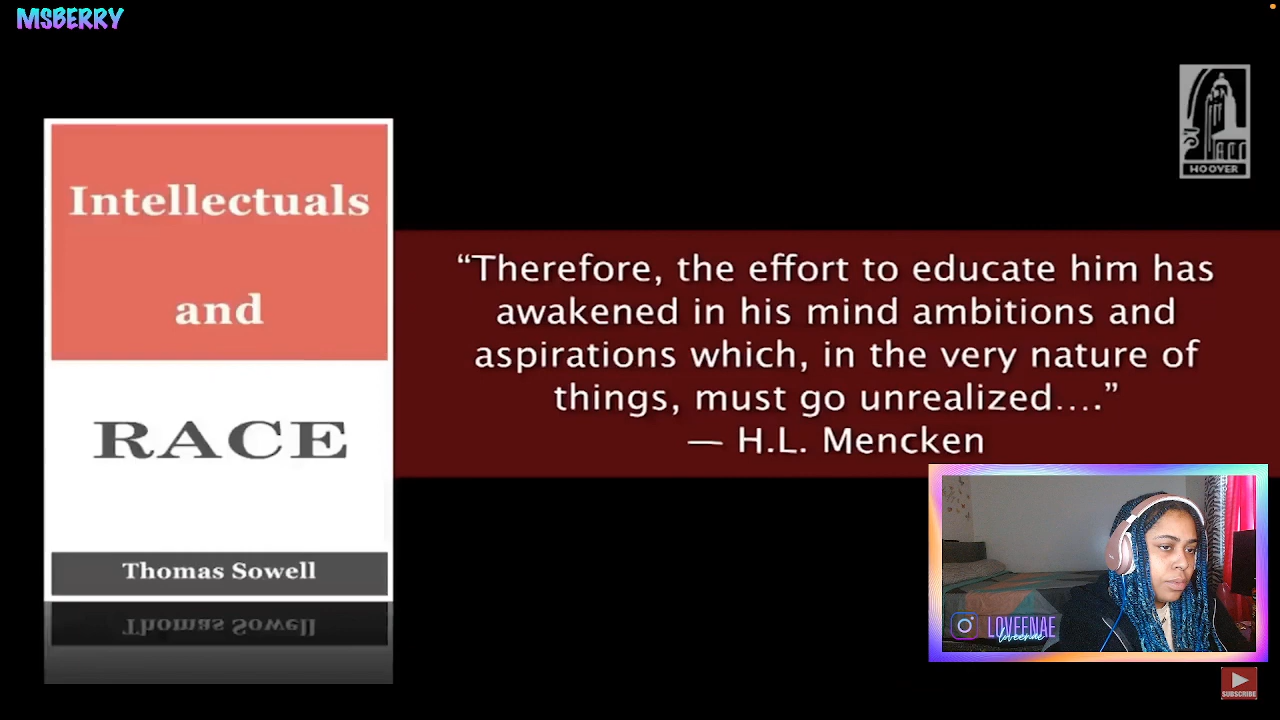 MSBERRY
HOOVER
Intellectuals
and
RACE
Thomas Sowell
“Therefore, the effort to educate him has
awakened in his mind ambitions and
aspirations which, in the very nature of
things, must go unrealized….”
— H.L. Mencken
Thomas Sowell
LOVEENAE
loveenae
SUBSCRIBE